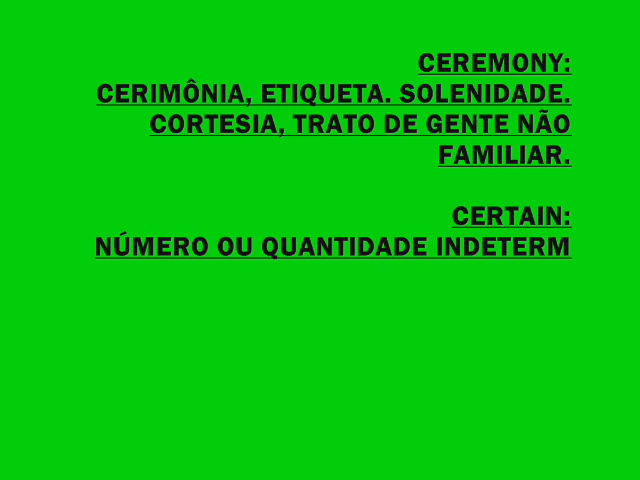 CEREMONY:
CERIMÔNIA, ETIQUETA. SOLENIDADE.
CORTESIA, TRATO DE GENTE NÃO
FAMILIAR.
CERTAIN:
NÚMERO OU QUANTIDADE INDETERM